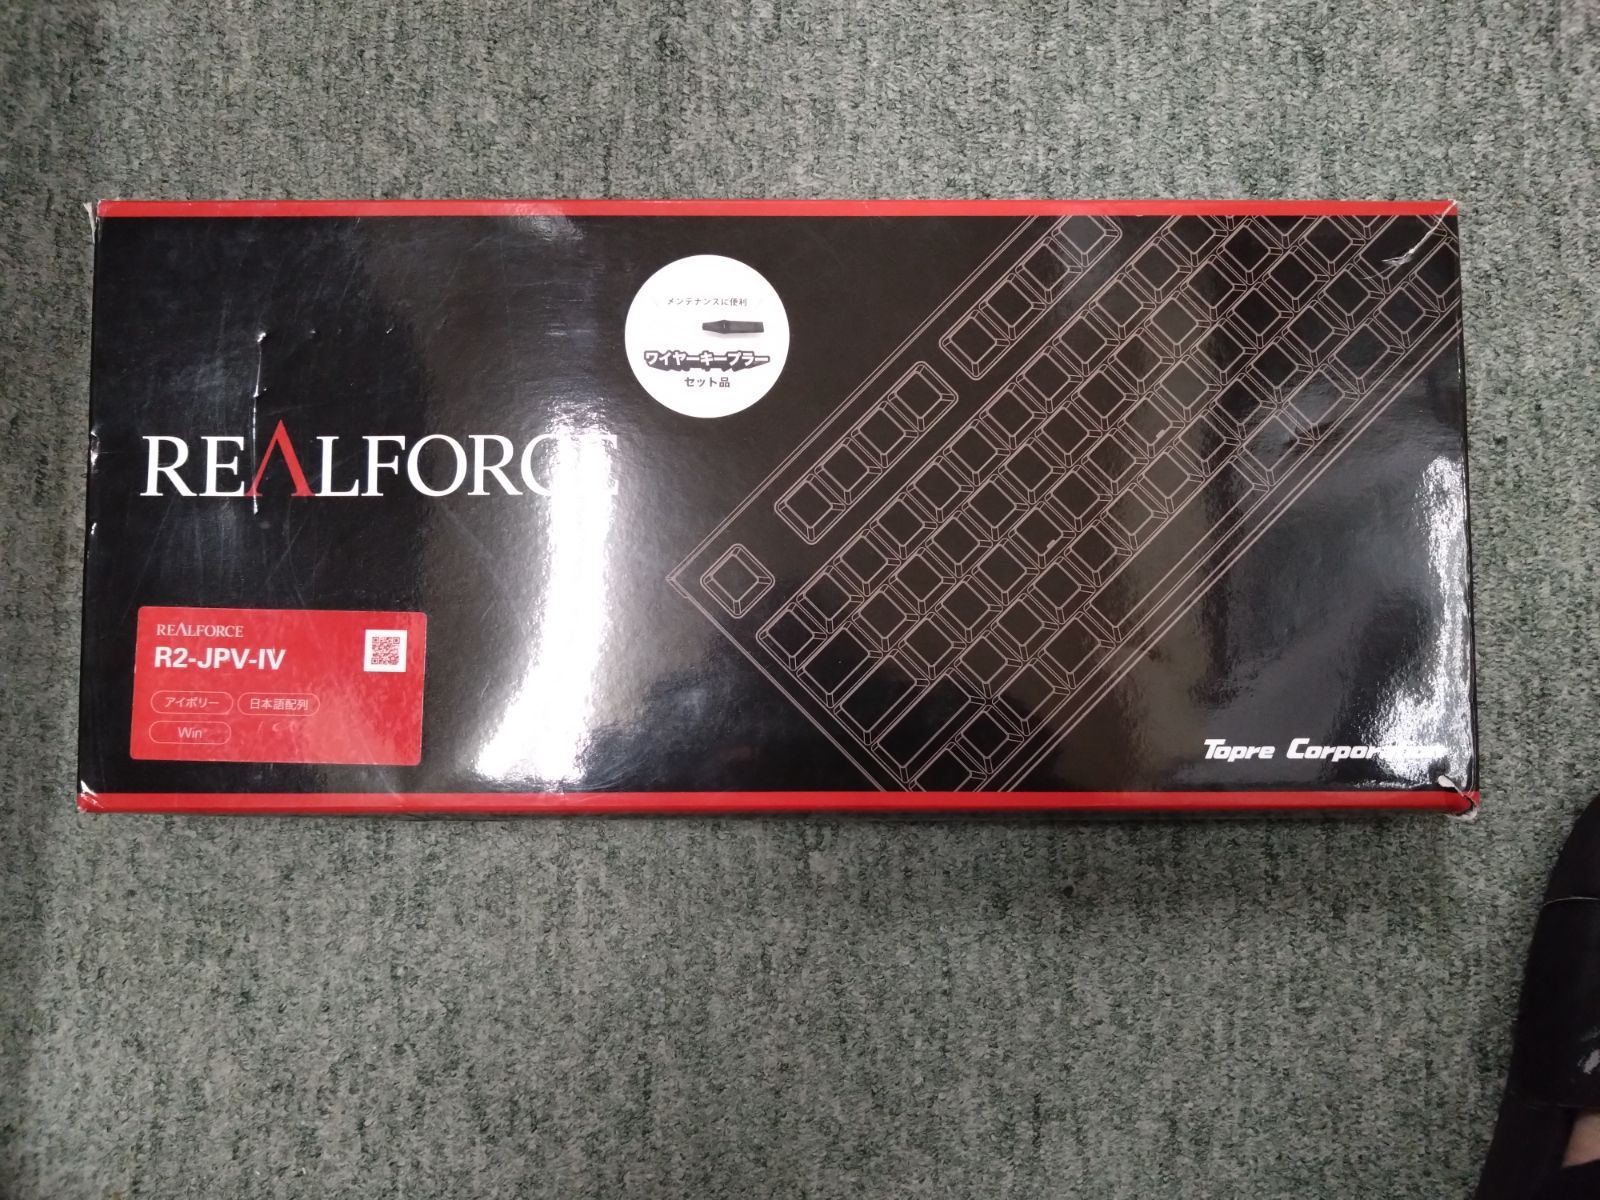 メンテナンスに便利
ワイヤーキープラー
セット品
REALFORCE
REALFORCE
R2-JPV-IV
アイボリー
日本語配列
Win
Topre Corporation